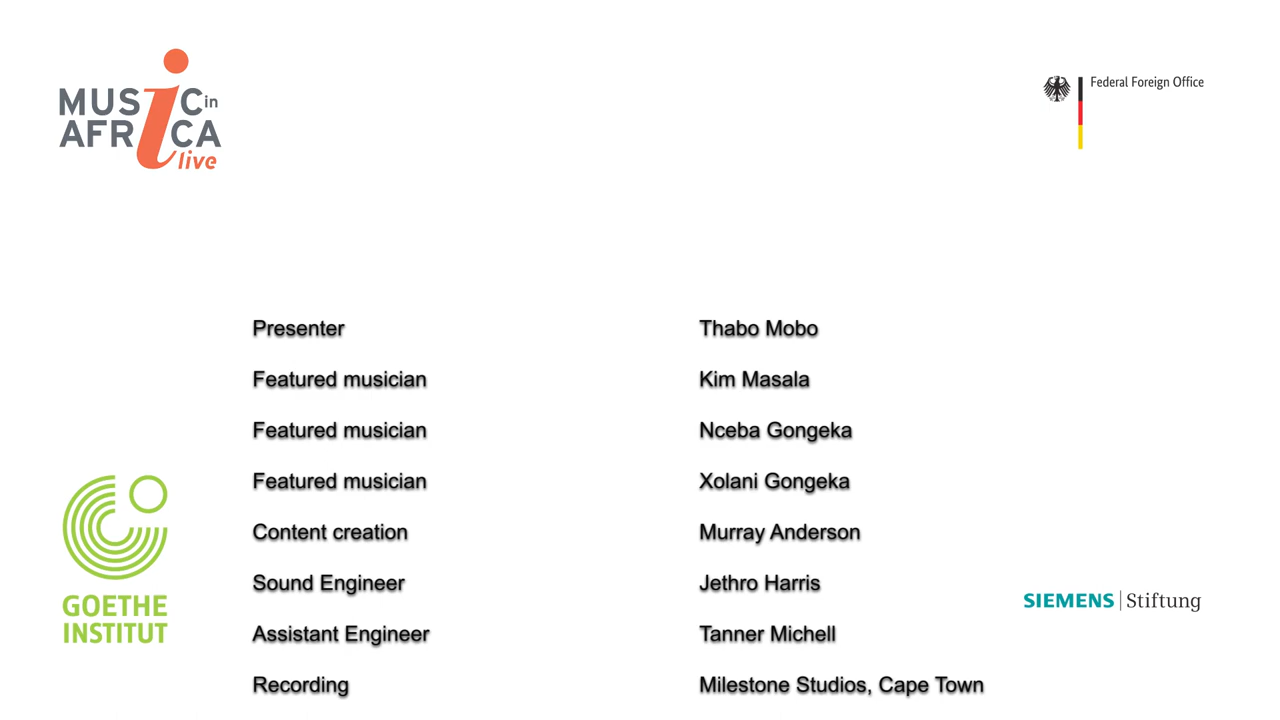 MUSiC in
AFRiCA
live
Federal Foreign Office
Presenter Thabo Mobo
Featured musician Kim Masala
Featured musician Nceba Gongeka
Featured musician Xolani Gongeka
Content creation Murray Anderson
Sound Engineer Jethro Harris
Assistant Engineer Tanner Michell
Recording Milestone Studios, Cape Town
GOETHE
INSTITUT
SIEMENS | Stiftung